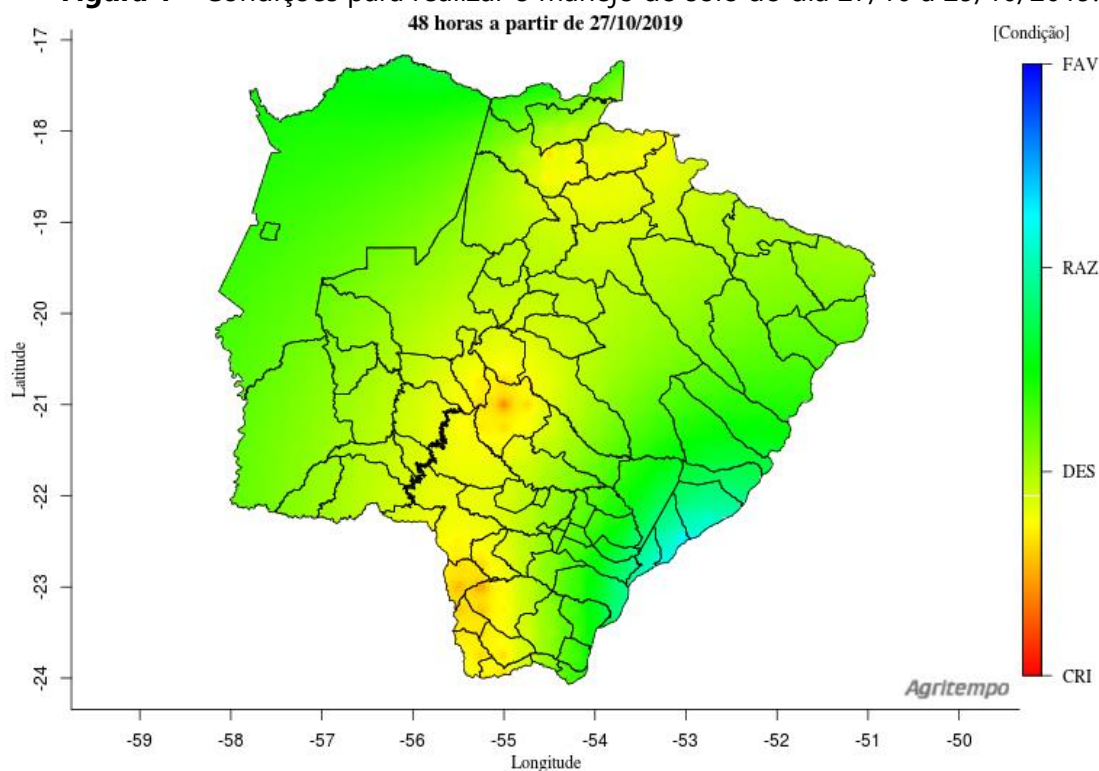 48 horas a partir de 27/10/2019
[Condição]
FAV
RAZ
DES
CRI
-17
-18
-19
-20
-21
-22
-23
-24
Latitude
-59 -58 -57 -56 -55 -54 -53 -52 -51 -50
Longitude
Agritempo